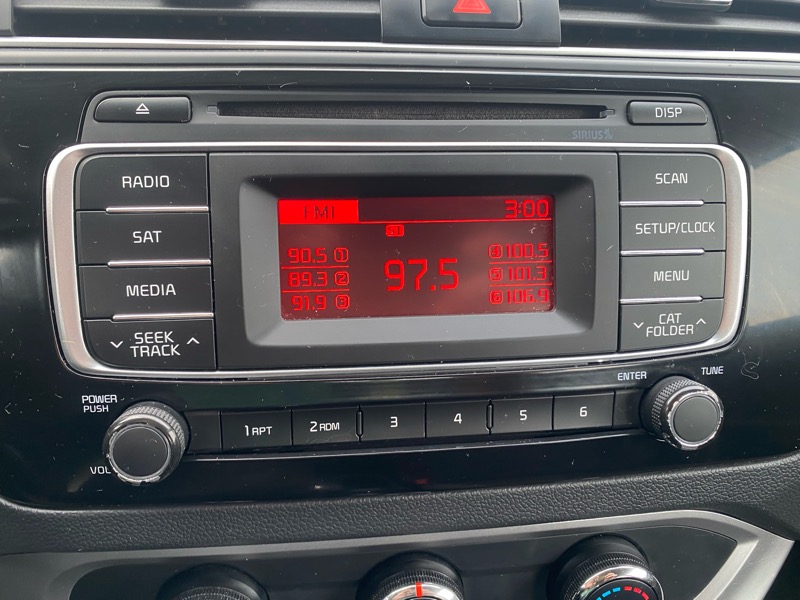 DISP
SIRIUS
RADIO
SAT
MEDIA
SEEK
TRACK
FM1 3:00
ST
90.5 1
89.3 2
91.9 3
97.5
4 100.5
5 101.3
6 106.9
SCAN
SETUP/CLOCK
MENU
CAT
FOLDER
POWER
PUSH
VOL
1 RPT
2 RDM
3
4
5
6
ENTER
TUNE